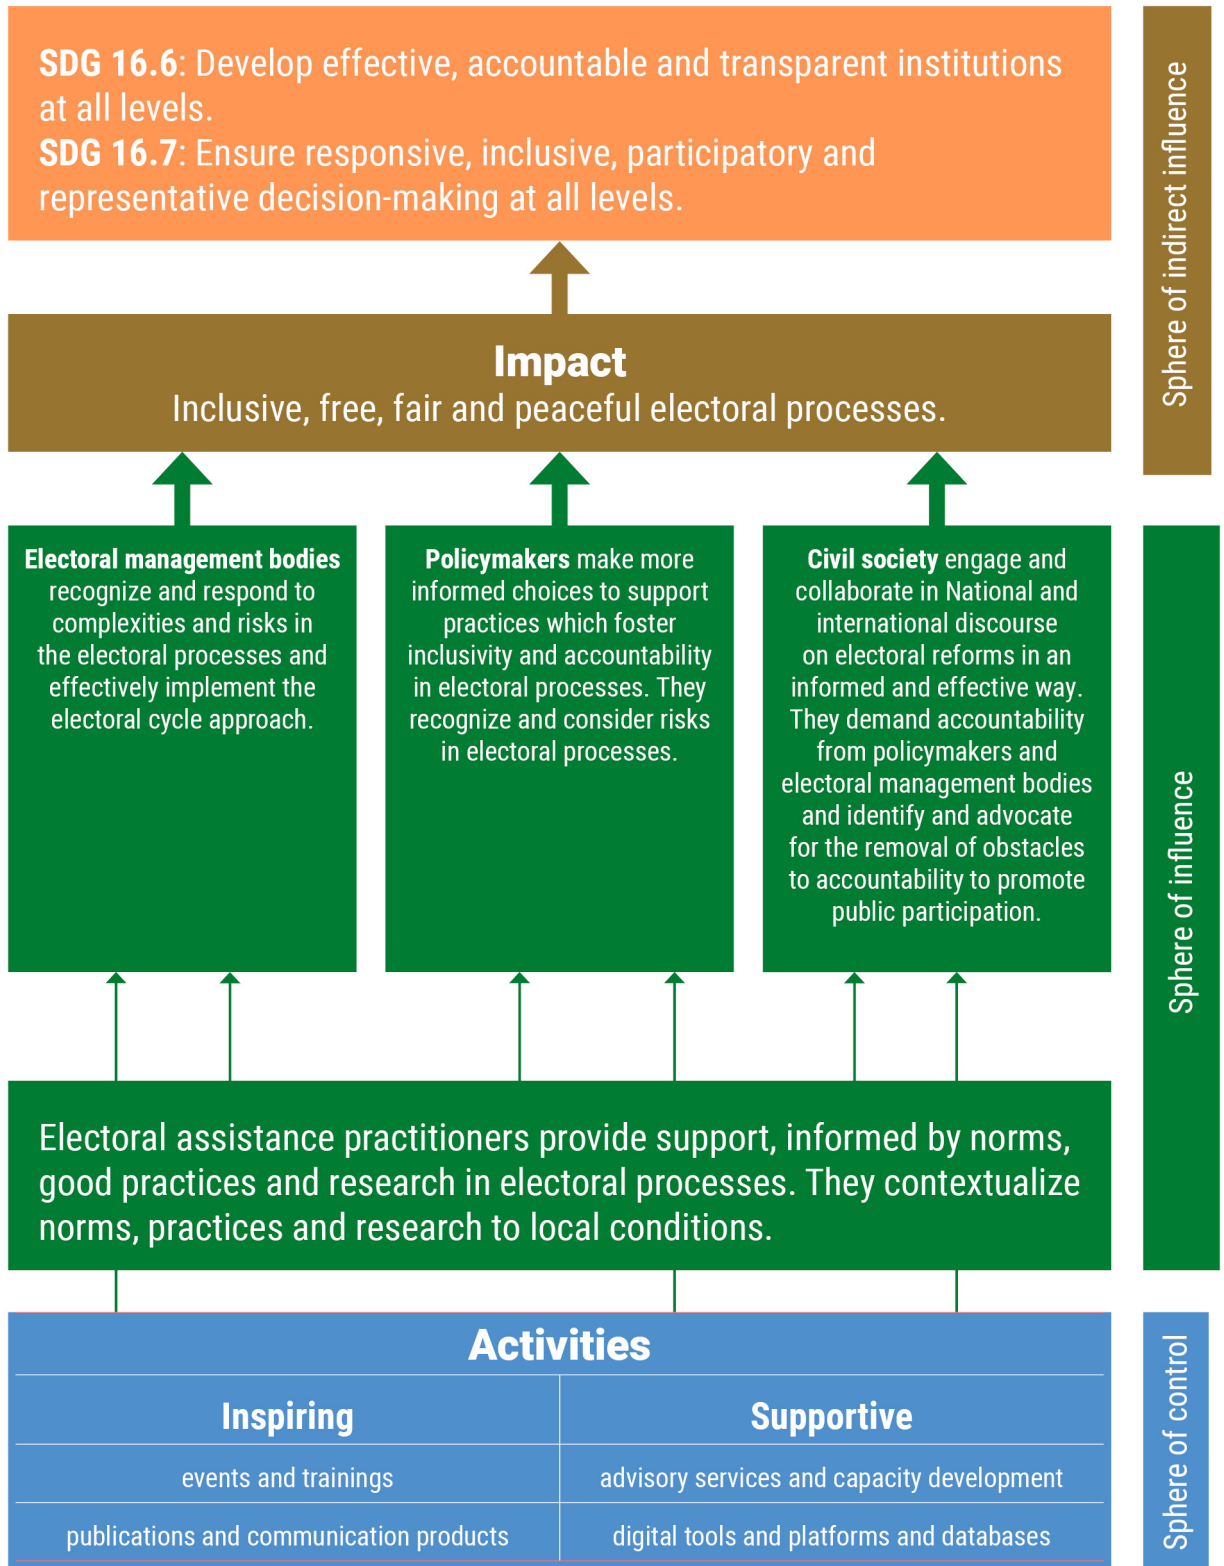 SDG 16.6: Develop effective, accountable and transparent institutions
at all levels.
SDG 16.7: Ensure responsive, inclusive, participatory and
representative decision-making at all levels.
Sphere of indirect influence
Impact
Inclusive, free, fair and peaceful electoral processes.
Electoral management bodies
recognize and respond to
complexities and risks in
the electoral processes and
effectively implement the
electoral cycle approach.
Policymakers make more
informed choices to support
practices which foster
inclusivity and accountability
in electoral processes. They
recognize and consider risks
in electoral processes.
Civil society engage and
collaborate in National and
international discourse
on electoral reforms in an
informed and effective way.
They demand accountability
from policymakers and
electoral management bodies
and identify and advocate
for the removal of obstacles
to accountability to promote
public participation.
Sphere of influence
Electoral assistance practitioners provide support, informed by norms,
good practices and research in electoral processes. They contextualize
norms, practices and research to local conditions.
Activities
Inspiring
Supportive
events and trainings
advisory services and capacity development
publications and communication products
digital tools and platforms and databases
Sphere of control